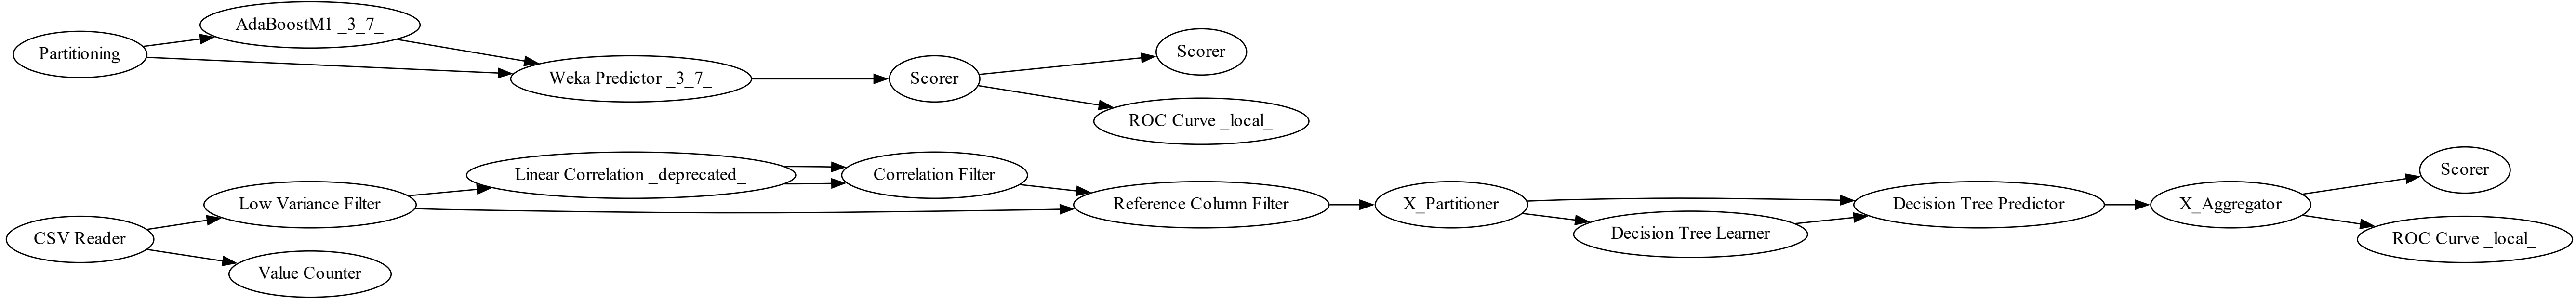 AdaBoostM1 _3_7_
Partitioning
Weka Predictor _3_7_
Scorer
Scorer
ROC Curve _local_
Linear Correlation _deprecated_
Correlation Filter
Low Variance Filter
Reference Column Filter
X_Partitioner
Decision Tree Predictor
X_Aggregator
Scorer
CSV Reader
Decision Tree Learner
ROC Curve _local_
Value Counter